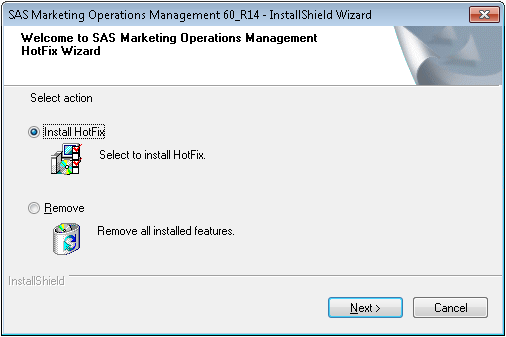 SAS Marketing Operations Management 60_R14 - InstallShield Wizard
Welcome to SAS Marketing Operations Management
HotFix Wizard
Select action
Install HotFix
Select to install HotFix.
Remove
Remove all installed features.
InstallShield
Next >
Cancel